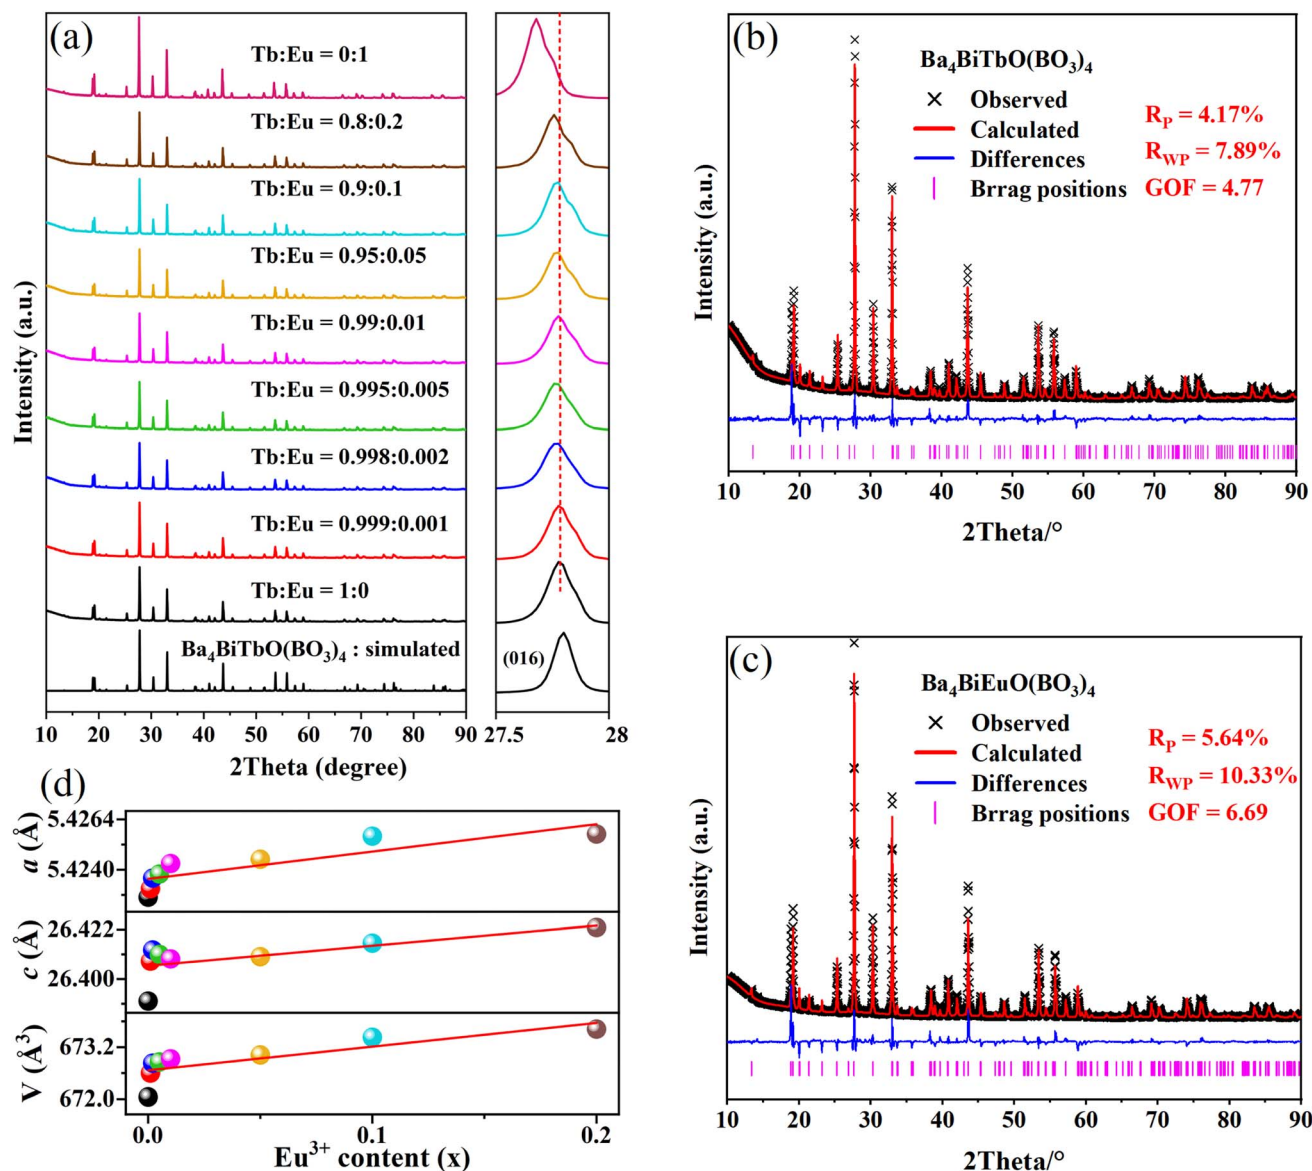 (a)
Tb:Eu = 0:1
Tb:Eu = 0.8:0.2
Tb:Eu = 0.9:0.1
Tb:Eu = 0.95:0.05
Tb:Eu = 0.99:0.01
Tb:Eu = 0.995:0.005
Tb:Eu = 0.998:0.002
Tb:Eu = 0.999:0.001
Tb:Eu = 1:0
Ba₄BiTbO(BO₃)₄ : simulated
(016)
Intensity (a.u.)
10 20 30 40 50 60 70 80 90
27.5 28
2Theta (degree)
(b)
Ba₄BiTbO(BO₃)₄
Observed
Calculated
Differences
Brrag positions
R_P = 4.17%
R_WP = 7.89%
GOF = 4.77
Intensity (a.u.)
10 20 30 40 50 60 70 80 90
2Theta/°
(c)
Ba₄BiEuO(BO₃)₄
Observed
Calculated
Differences
Brrag positions
R_P = 5.64%
R_WP = 10.33%
GOF = 6.69
Intensity (a.u.)
10 20 30 40 50 60 70 80 90
2Theta/°
(d)
a (Å)
5.4264
5.4240
c (Å)
26.422
26.400
V (Å³)
673.2
672.0
0.0 0.1 0.2
Eu³⁺ content (x)